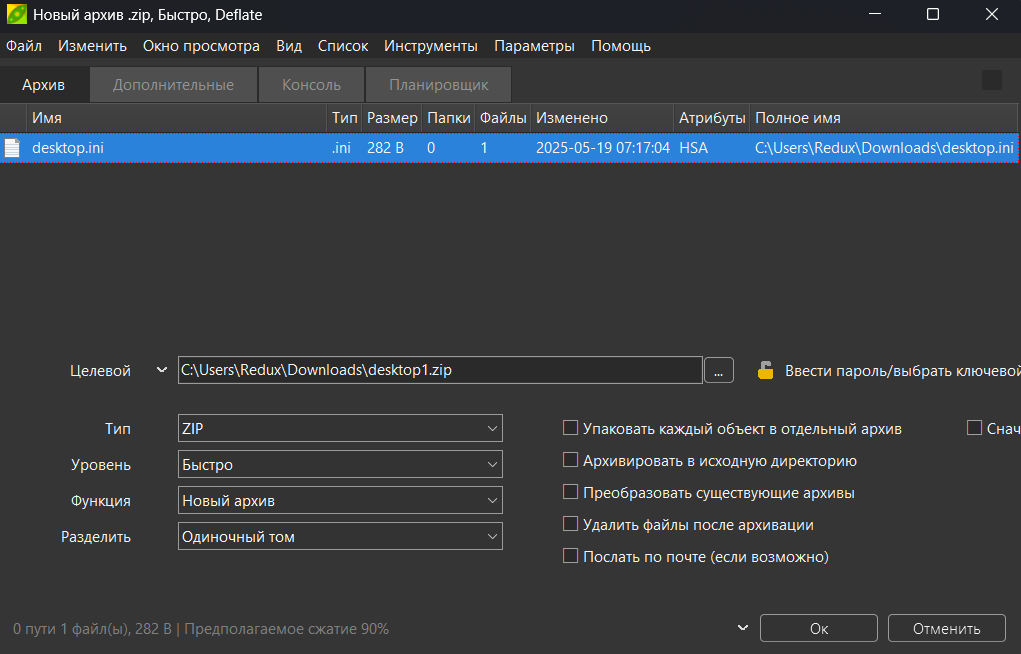 Новый архив .zip, Быстро, Deflate
Файл Изменить Окно просмотра Вид Список Инструменты Параметры Помощь
Архив Дополнительные Консоль Планировщик
Имя Тип Размер Папки Файлы Изменено Атрибуты Полное имя
desktop.ini .ini 282 B 0 1 2025-05-19 07:17:04 HSA C:\Users\Redux\Downloads\desktop.ini
Целевой C:\Users\Redux\Downloads\desktop1.zip ... Ввести пароль/выбрать ключевой
Тип ZIP Упаковать каждый объект в отдельный архив Снач
Уровень Быстро Архивировать в исходную директорию
Функция Новый архив Преобразовать существующие архивы
Разделить Одиночный том Удалить файлы после архивации
Послать по почте (если возможно)
0 пути 1 файл(ы), 282 B | Предполагаемое сжатие 90% Ок Отменить